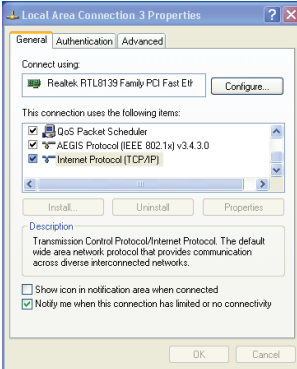 Local Area Connection 3 Properties
General Authentication Advanced
Connect using:
Realtek RTL8139 Family PCI Fast Eth
Configure...
This connection uses the following items:
QoS Packet Scheduler
AEGIS Protocol (IEEE 802.1x) v3.4.3.0
Internet Protocol (TCP/IP)
Install... Uninstall Properties
Description
Transmission Control Protocol/Internet Protocol. The default
wide area network protocol that provides communication
across diverse interconnected networks.
Show icon in notification area when connected
Notify me when this connection has limited or no connectivity
OK Cancel